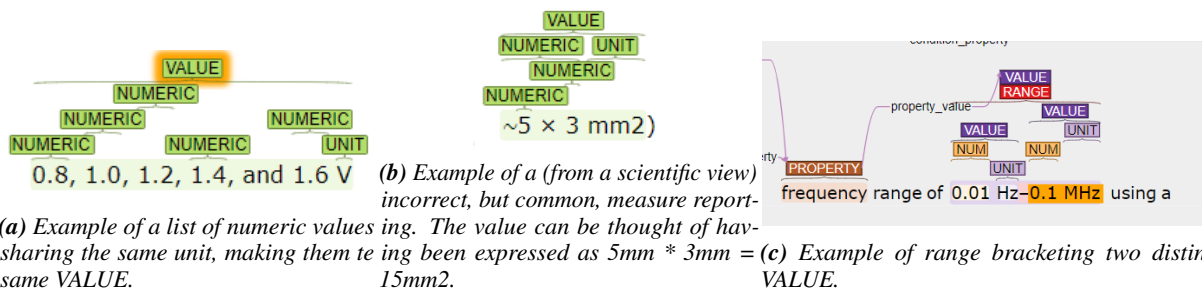 VALUE
NUMERIC
NUMERIC NUMERIC
NUMERIC NUMERIC UNIT
0.8, 1.0, 1.2, 1.4, and 1.6 V
(a) Example of a list of numeric values
sharing the same unit, making them te
same VALUE.
VALUE
NUMERIC UNIT
NUMERIC
NUMERIC
~5 × 3 mm2)
(b) Example of a (from a scientific view)
incorrect, but common, measure report-
ing. The value can be thought of hav-
ing been expressed as 5mm * 3mm =
15mm2.
condition_property
VALUE
RANGE
property_value
VALUE
VALUE UNIT
NUM NUM
rty
PROPERTY UNIT
frequency range of 0.01 Hz–0.1 MHz using a
(c) Example of range bracketing two distin
VALUE.